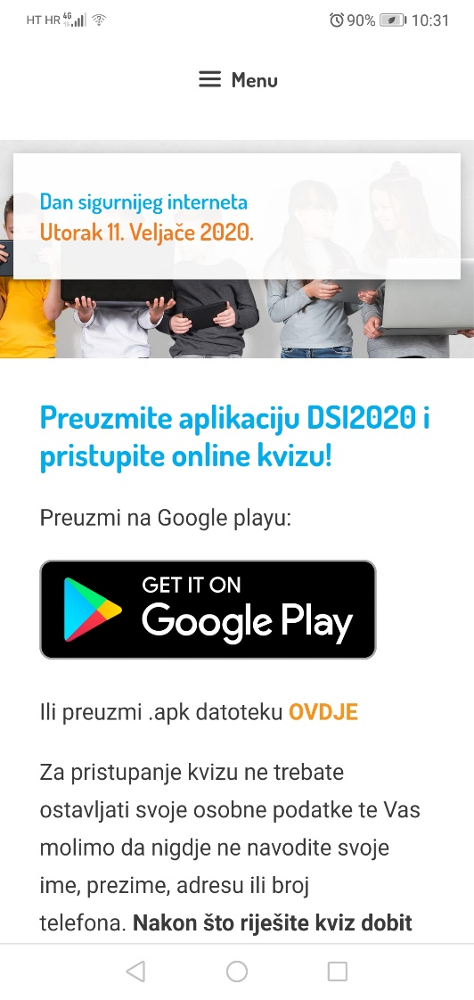 HT HR 4G 90% 10:31
Menu
Dan sigurnijeg interneta
Utorak 11. Veljače 2020.
Preuzmite aplikaciju DSI2020 i
pristupite online kvizu!
Preuzmi na Google playu:
GET IT ON
Google Play
Ili preuzmi .apk datoteku OVDJE
Za pristupanje kvizu ne trebate
ostavljati svoje osobne podatke te Vas
molimo da nigdje ne navodite svoje
ime, prezime, adresu ili broj
telefona. Nakon što riješite kviz dobit